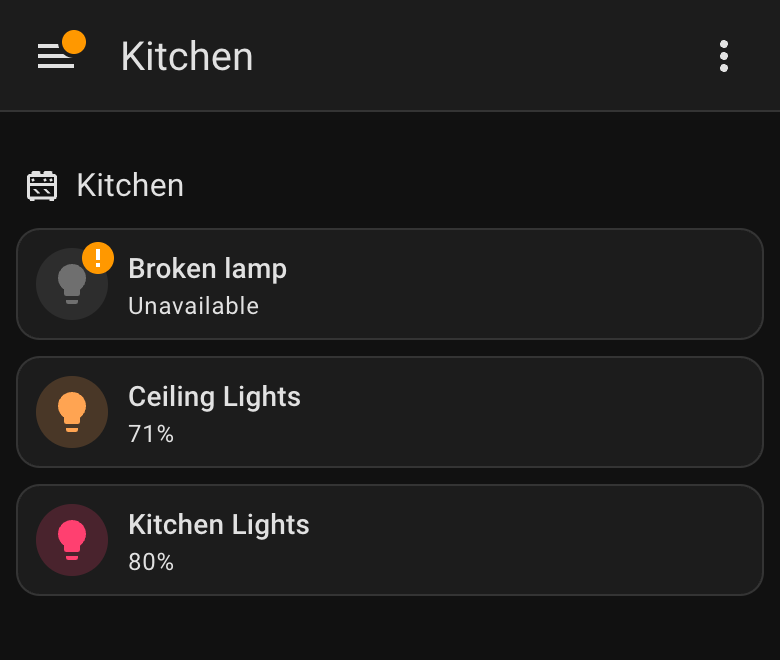 Kitchen
Kitchen
Broken lamp
Unavailable
Ceiling Lights
71%
Kitchen Lights
80%